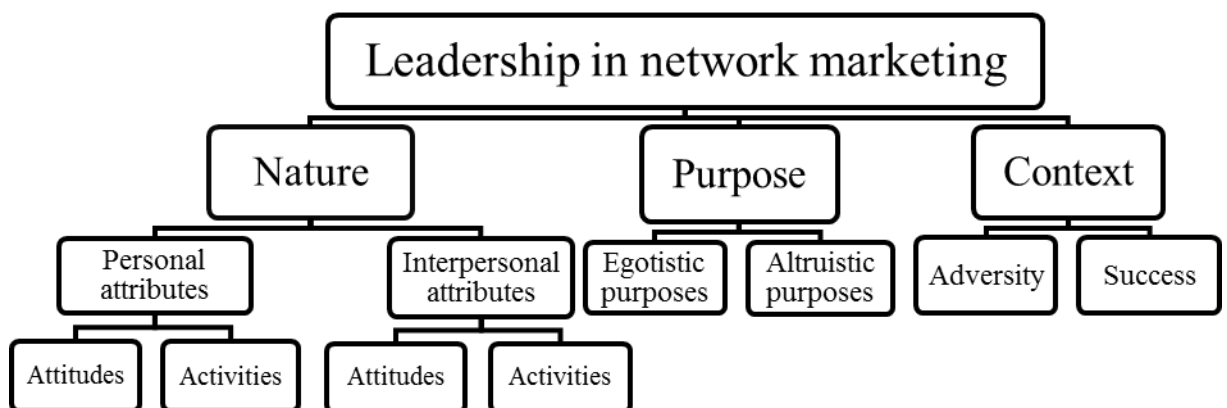 Leadership in network marketing
Nature
Purpose
Context
Personal
attributes
Interpersonal
attributes
Egotistic
purposes
Altruistic
purposes
Adversity
Success
Attitudes
Activities
Attitudes
Activities